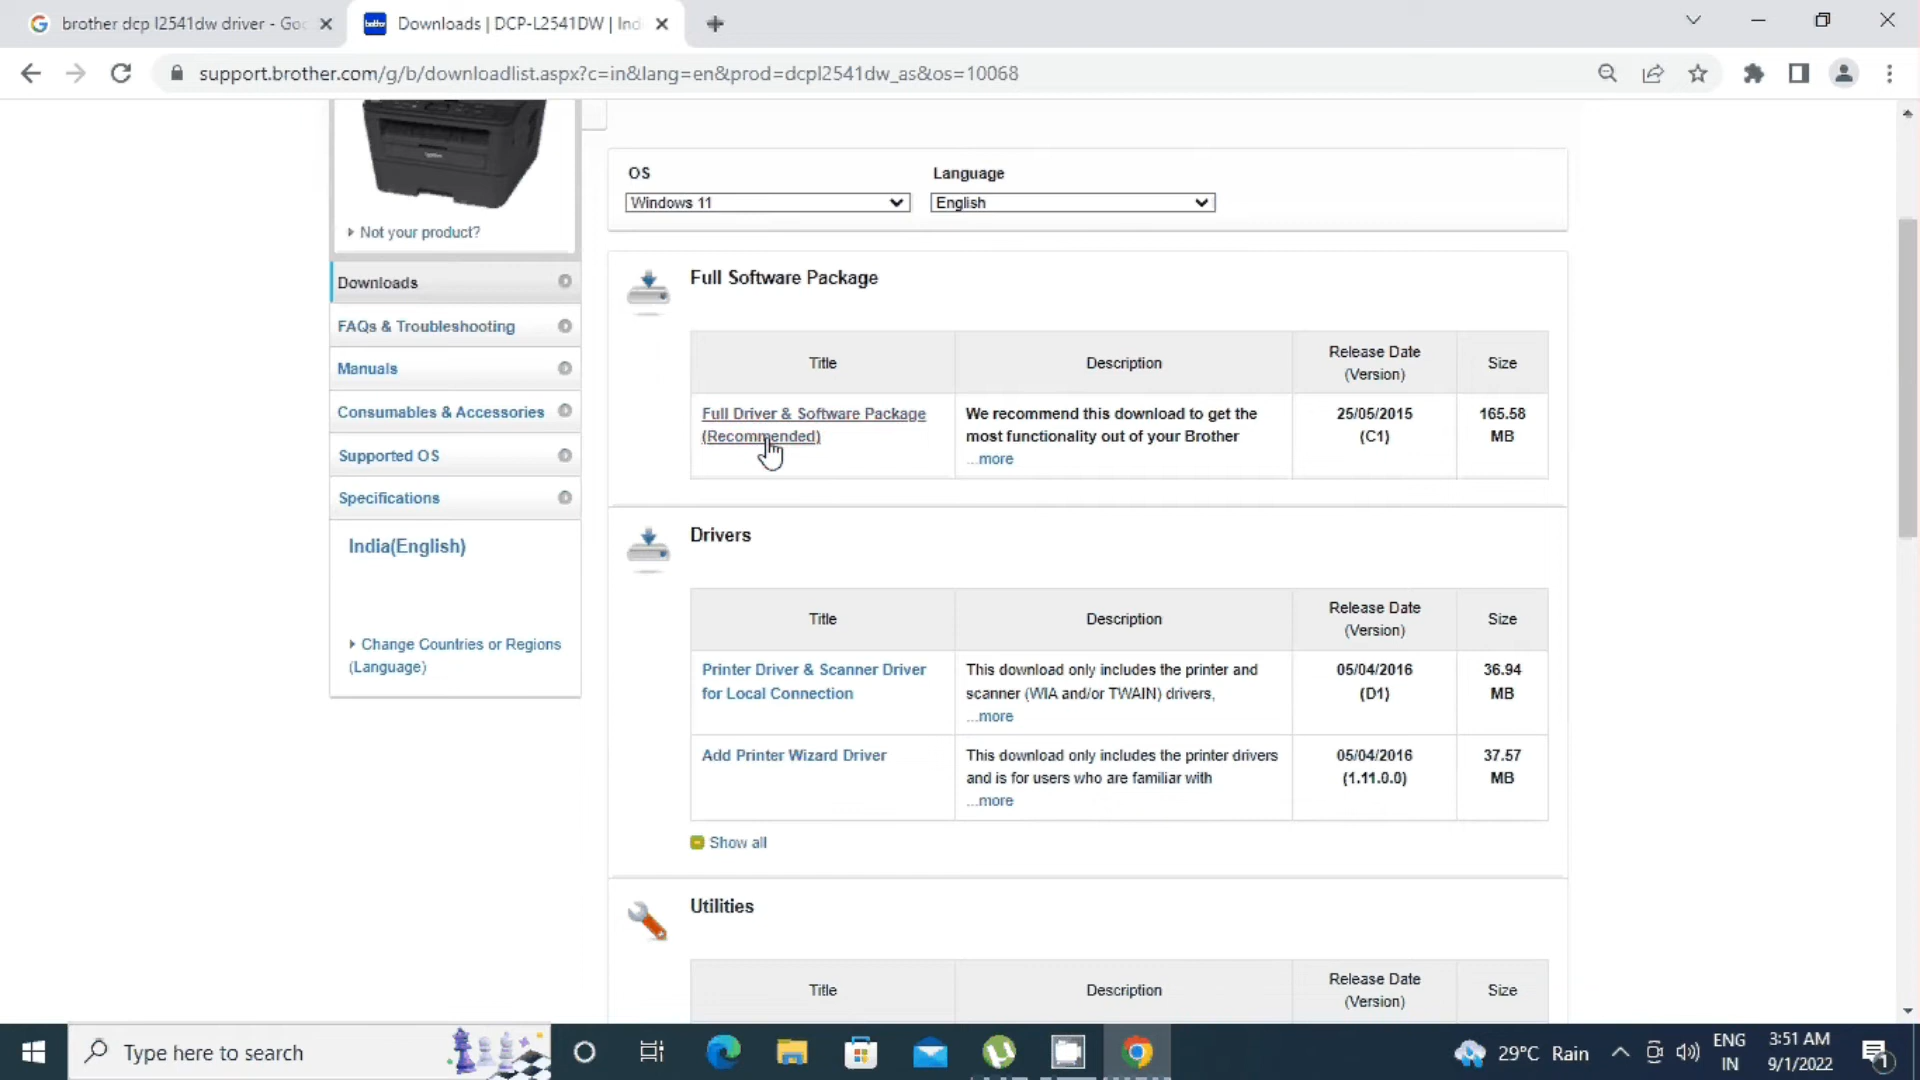 brother dcp l2541dw driver - Goo
Downloads | DCP-L2541DW | Ind
support.brother.com/g/b/downloadlist.aspx?c=in&lang=en&prod=dcpl2541dw_as&os=10068
Not your product?
Downloads
FAQs & Troubleshooting
Manuals
Consumables & Accessories
Supported OS
Specifications
India(English)
Change Countries or Regions
(Language)
OS
Language
Windows 11
English
Full Software Package
Title
Description
Release Date
(Version)
Size
Full Driver & Software Package
(Recommended)
We recommend this download to get the
most functionality out of your Brother
...more
25/05/2015
(C1)
165.58
MB
Drivers
Title
Description
Release Date
(Version)
Size
Printer Driver & Scanner Driver
for Local Connection
This download only includes the printer and
scanner (WIA and/or TWAIN) drivers,
...more
05/04/2016
(D1)
36.94
MB
Add Printer Wizard Driver
This download only includes the printer drivers
and is for users who are familiar with
...more
05/04/2016
(1.11.0.0)
37.57
MB
Show all
Utilities
Title
Description
Release Date
(Version)
Size
Type here to search
29°C Rain
ENG
IN
3:51 AM
9/1/2022
1